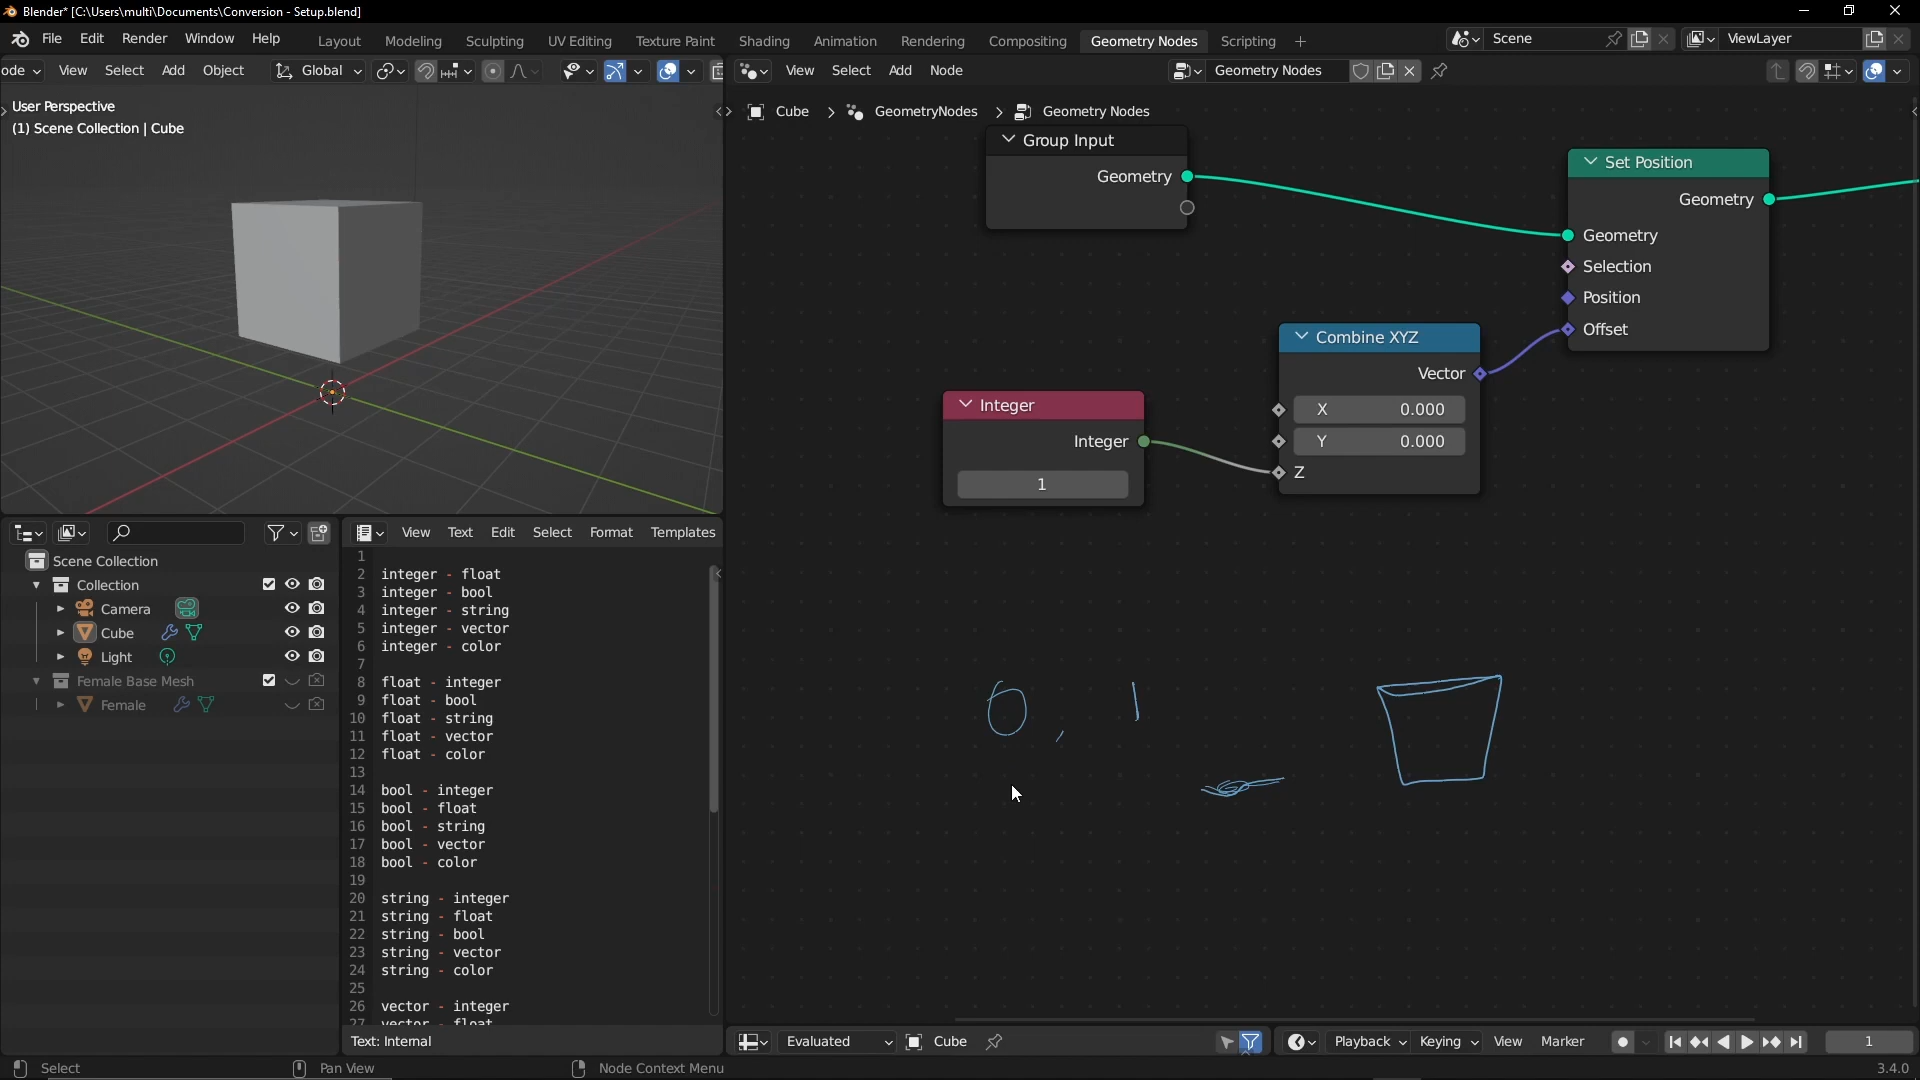 Blender* [C:\Users\multi\Documents\Conversion - Setup.blend]
File Edit Render Window Help Layout Modeling Sculpting UV Editing Texture Paint Shading Animation Rendering Compositing Geometry Nodes Scripting + Scene ViewLayer
ode View Select Add Object Global View Select Add Node Geometry Nodes
User Perspective
(1) Scene Collection | Cube
Cube > GeometryNodes > Geometry Nodes
Group Input
Geometry
Set Position
Geometry
Geometry
Selection
Position
Offset
Combine XYZ
Vector
X 0.000
Y 0.000
Z
Integer
Integer
1
0, 1
Scene Collection
Collection
Camera
Cube
Light
Female Base Mesh
Female
View Text Edit Select Format Templates
1
2 integer - float
3 integer - bool
4 integer - string
5 integer - vector
6 integer - color
7
8 float - integer
9 float - bool
10 float - string
11 float - vector
12 float - color
13
14 bool - integer
15 bool - float
16 bool - string
17 bool - vector
18 bool - color
19
20 string - integer
21 string - float
22 string - bool
23 string - vector
24 string - color
25
26 vector - integer
27 vector - float
Text: Internal
Evaluated Cube Playback Keying View Marker 1
Select Pan View Node Context Menu 3.4.0